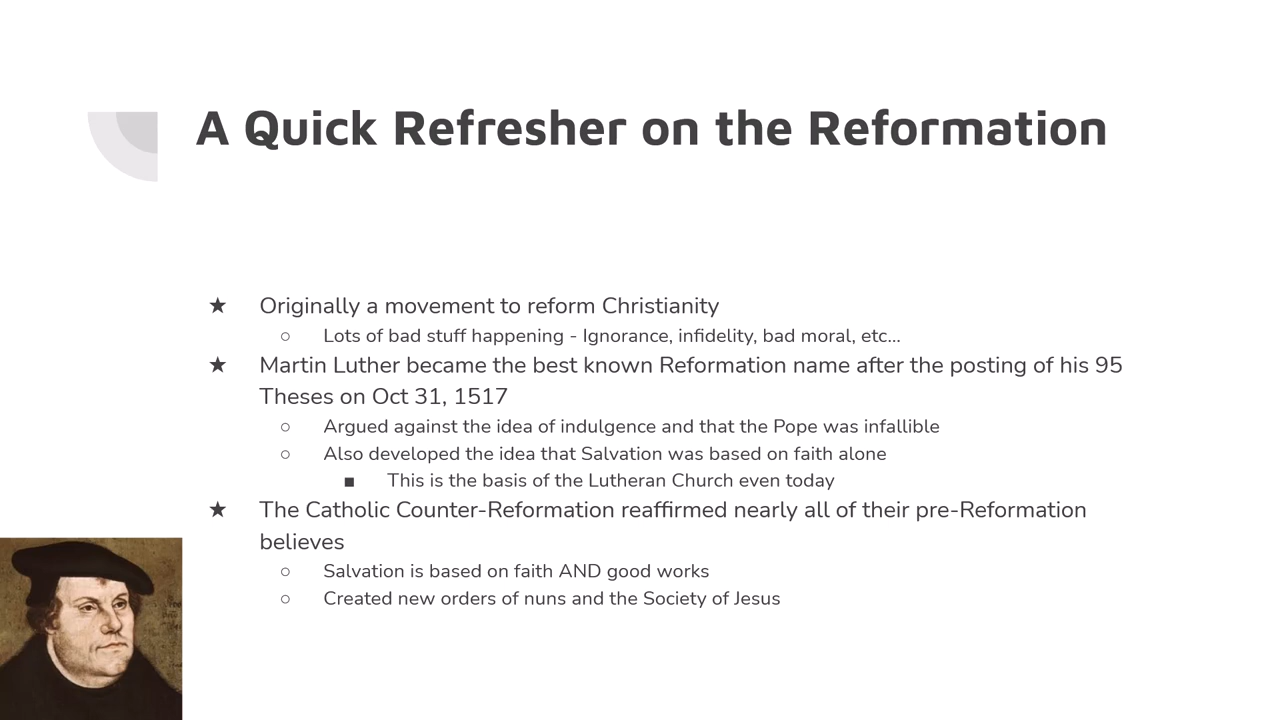 A Quick Refresher on the Reformation
★ Originally a movement to reform Christianity
○ Lots of bad stuff happening - Ignorance, infidelity, bad moral, etc...
★ Martin Luther became the best known Reformation name after the posting of his 95
Theses on Oct 31, 1517
○ Argued against the idea of indulgence and that the Pope was infallible
○ Also developed the idea that Salvation was based on faith alone
■ This is the basis of the Lutheran Church even today
★ The Catholic Counter-Reformation reaffirmed nearly all of their pre-Reformation
believes
○ Salvation is based on faith AND good works
○ Created new orders of nuns and the Society of Jesus